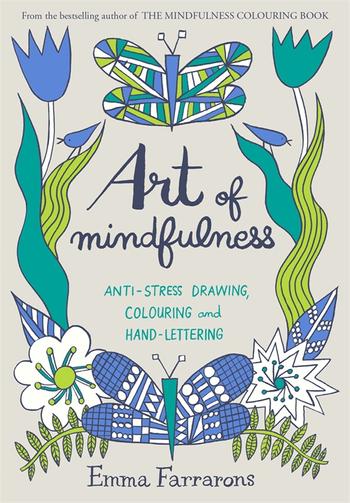 From the bestselling author of THE MINDFULNESS COLOURING BOOK
Art of
mindfulness
ANTI-STRESS DRAWING,
COLOURING and
HAND-LETTERING
Emma Farrarons